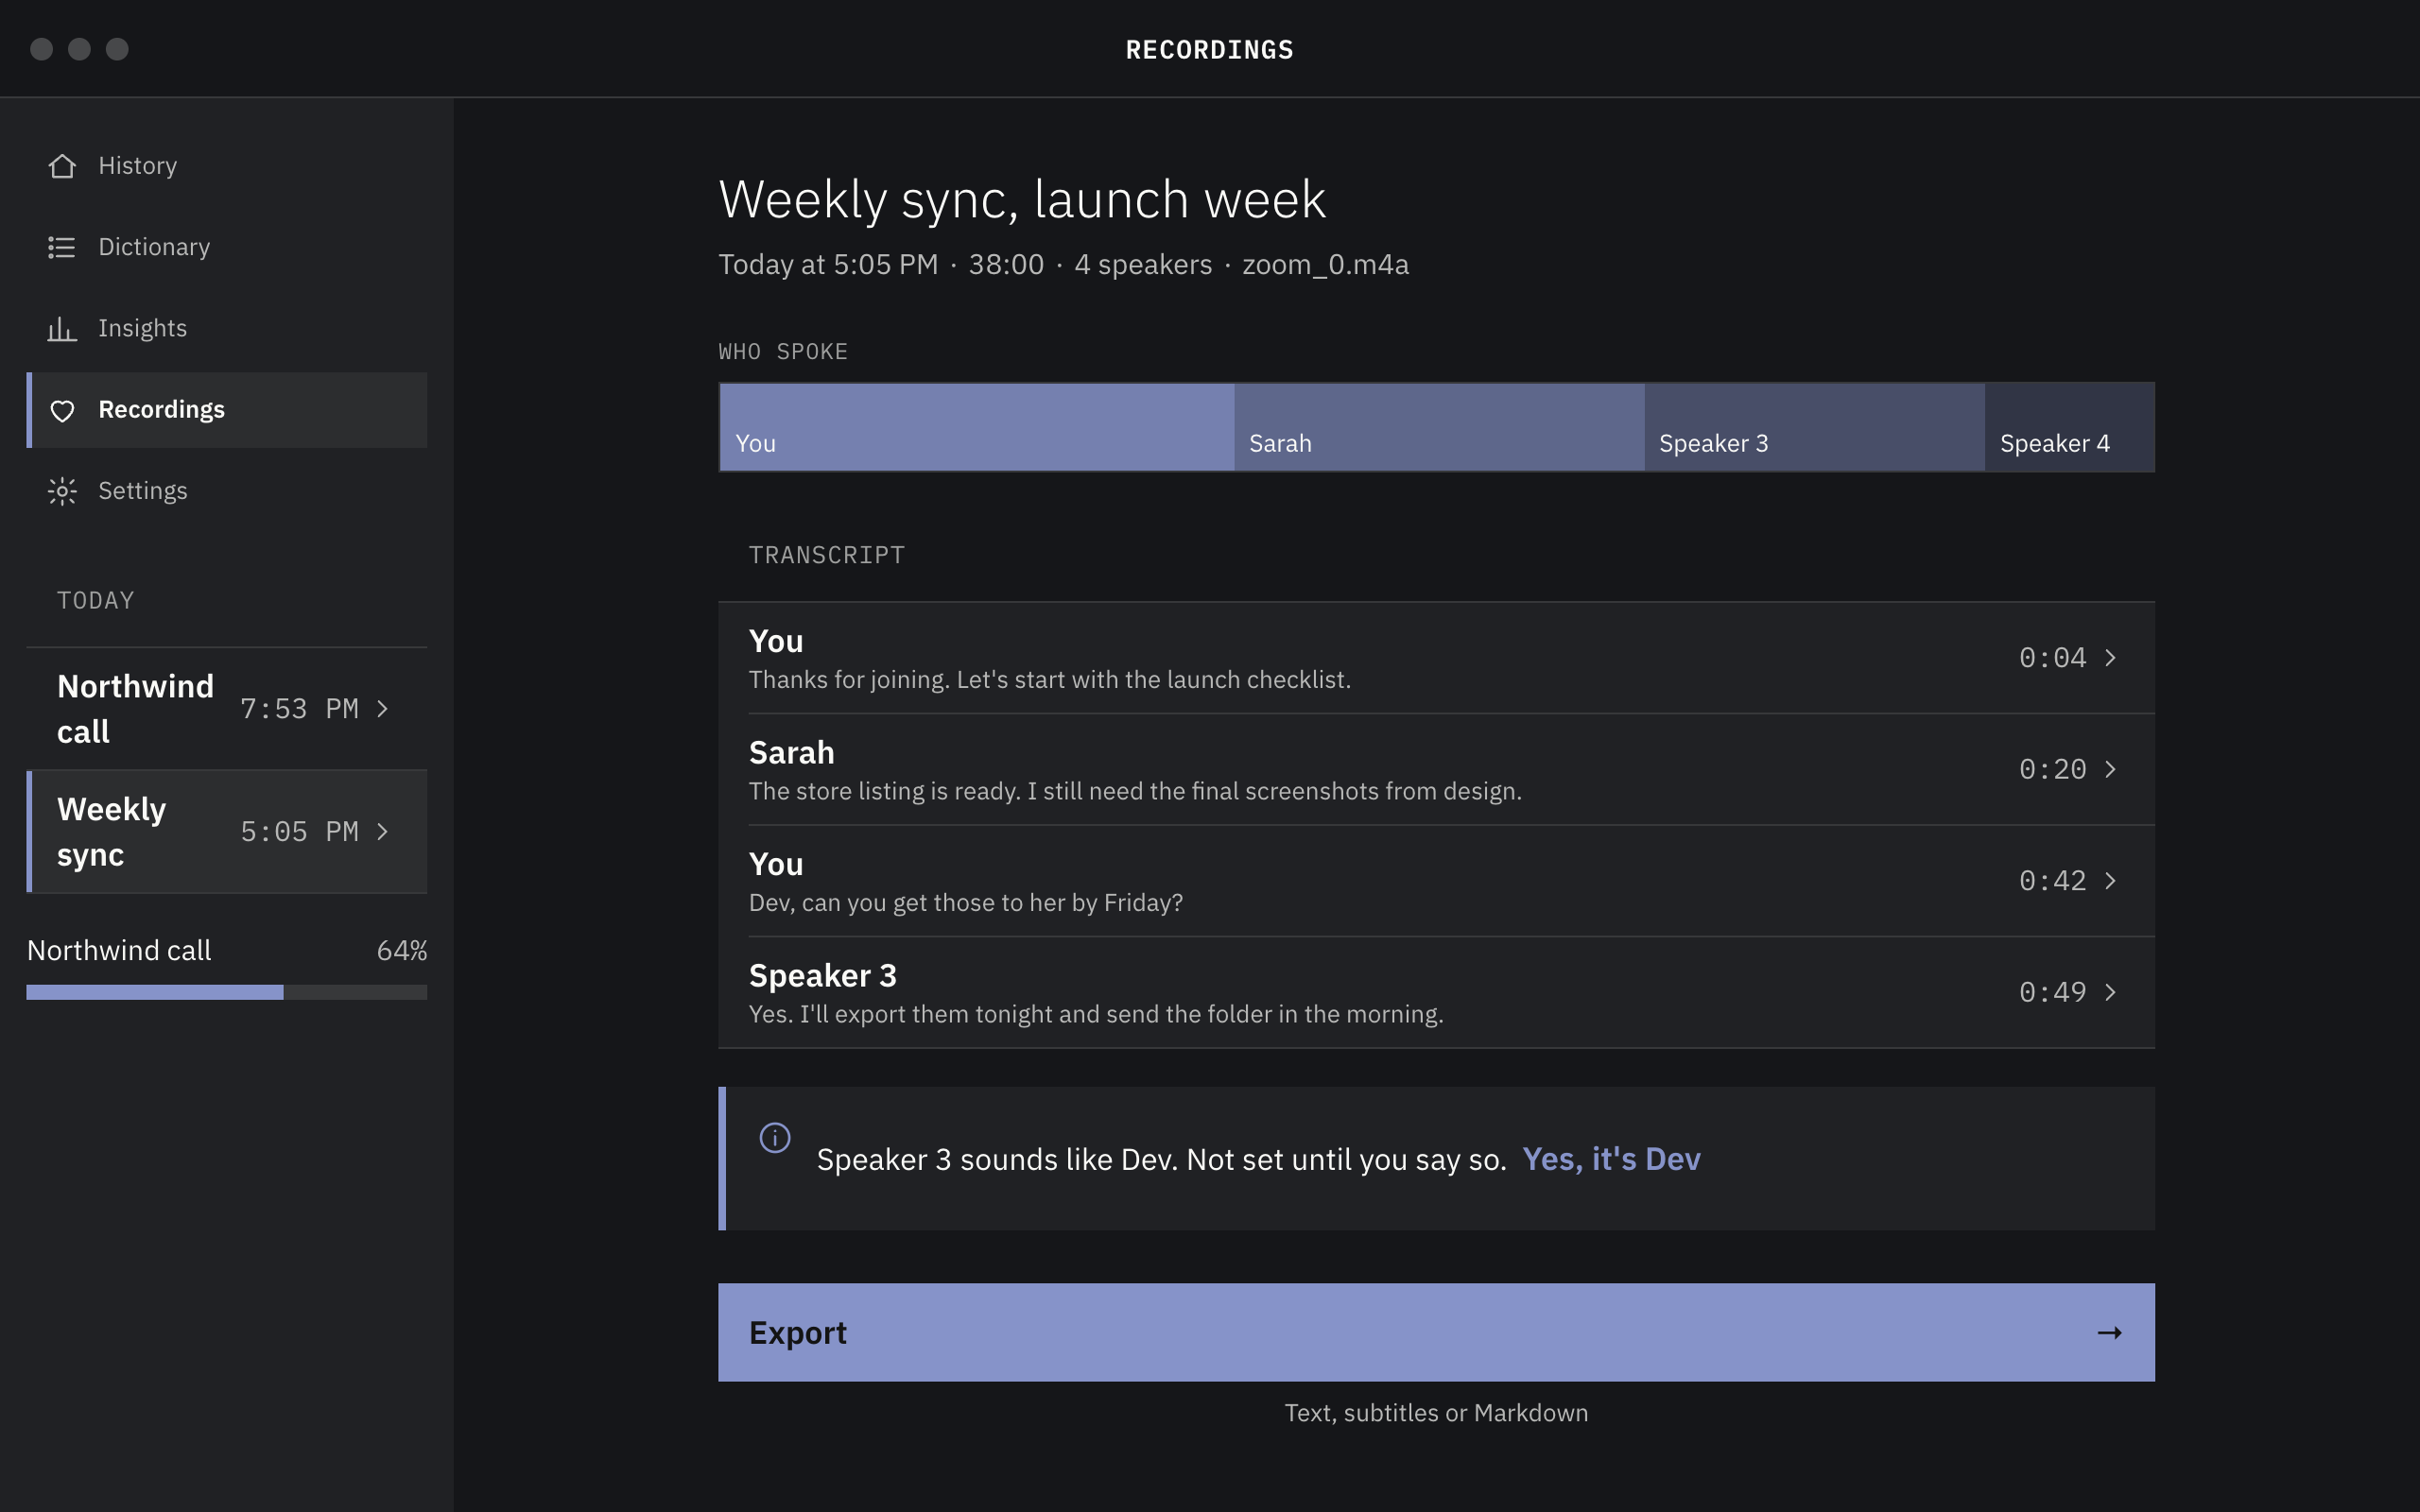 RECORDINGS
History
Dictionary
Insights
Recordings
Settings
TODAY
Northwind call
7:53 PM
Weekly sync
5:05 PM
Northwind call 64%
Weekly sync, launch week
Today at 5:05 PM · 38:00 · 4 speakers · zoom_0.m4a
WHO SPOKE
You Sarah Speaker 3 Speaker 4
TRANSCRIPT
You
Thanks for joining. Let's start with the launch checklist.
0:04
Sarah
The store listing is ready. I still need the final screenshots from design.
0:20
You
Dev, can you get those to her by Friday?
0:42
Speaker 3
Yes. I'll export them tonight and send the folder in the morning.
0:49
Speaker 3 sounds like Dev. Not set until you say so. Yes, it's Dev
Export
Text, subtitles or Markdown